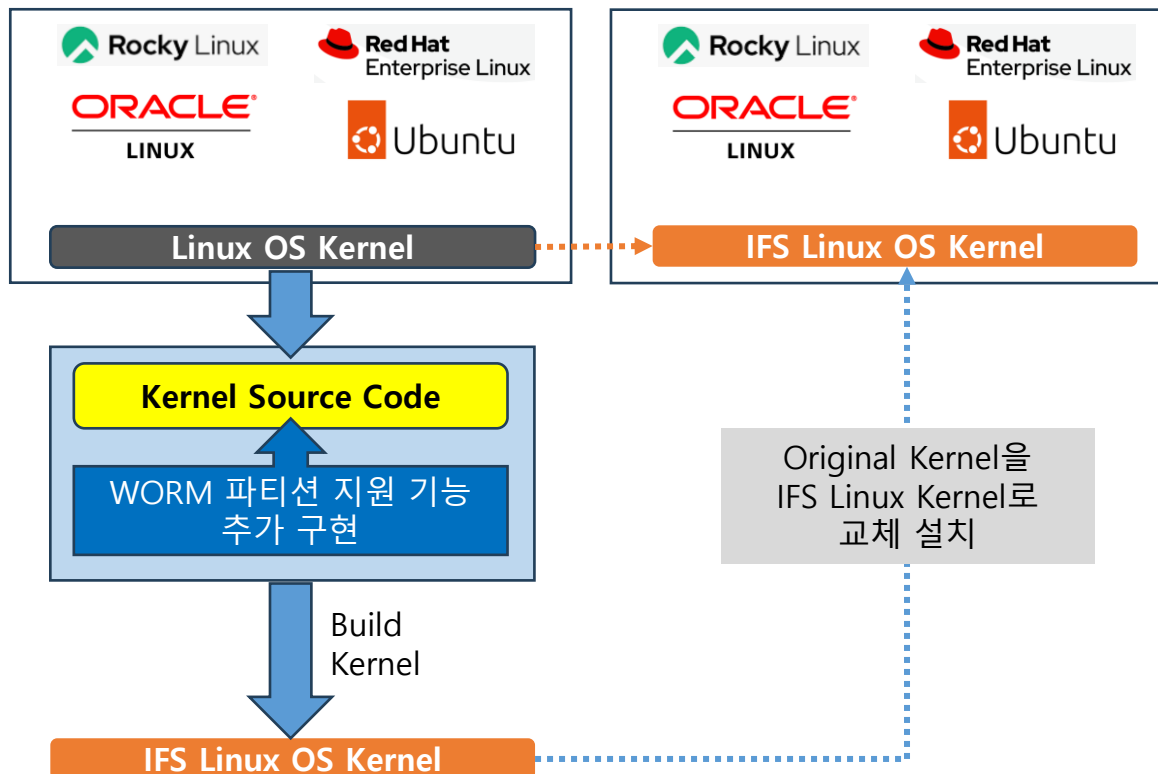 Rocky Linux
Red Hat
Enterprise Linux
ORACLE®
LINUX
Ubuntu
Linux OS Kernel
Rocky Linux
Red Hat
Enterprise Linux
ORACLE®
LINUX
Ubuntu
IFS Linux OS Kernel
Kernel Source Code
WORM 파티션 지원 기능
추가 구현
Build
Kernel
IFS Linux OS Kernel
Original Kernel을
IFS Linux Kernel로
교체 설치